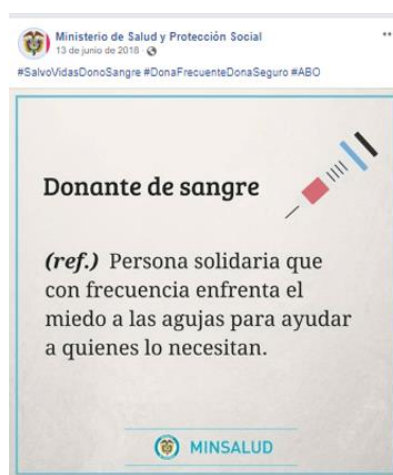 Ministerio de Salud y Protección Social
13 de junio de 2018
#SalvoVidasDonoSangre #DonaFrecuenteDonaSeguro #ABO
Donante de sangre
(ref.) Persona solidaria que
con frecuencia enfrenta el
miedo a las agujas para ayudar
a quienes lo necesitan.
MINSALUD